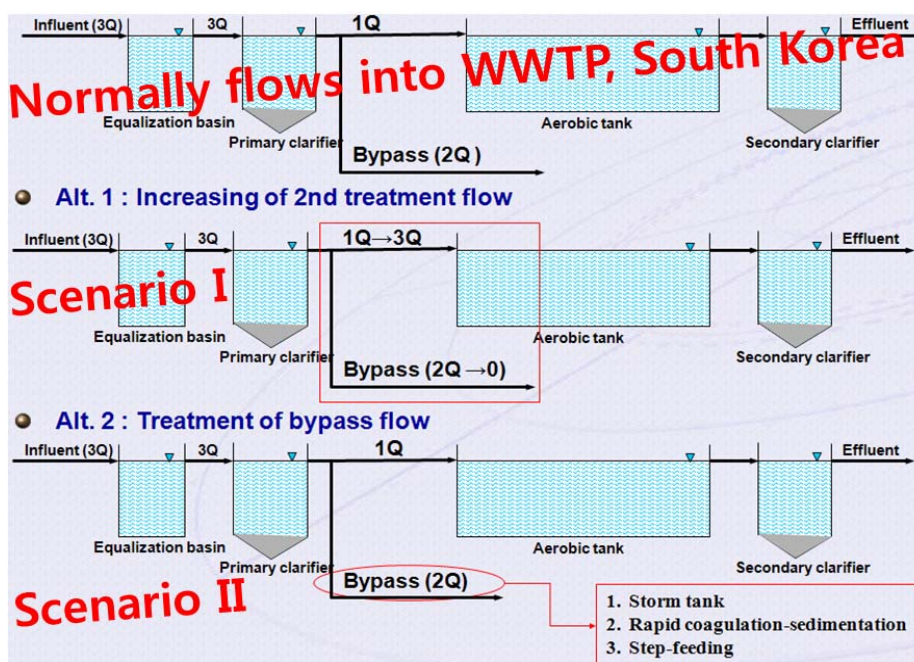 Influent (3Q)
3Q
1Q
Effluent
Normally flows into WWTP, South Korea
Equalization basin
Primary clarifier
Aerobic tank
Secondary clarifier
Bypass (2Q)
Alt. 1 : Increasing of 2nd treatment flow
Influent (3Q)
3Q
1Q→3Q
Effluent
Scenario I
Equalization basin
Primary clarifier
Aerobic tank
Secondary clarifier
Bypass (2Q→0)
Alt. 2 : Treatment of bypass flow
Influent (3Q)
3Q
1Q
Effluent
Equalization basin
Primary clarifier
Aerobic tank
Secondary clarifier
Scenario II
Bypass (2Q)
1. Storm tank
2. Rapid coagulation-sedimentation
3. Step-feeding